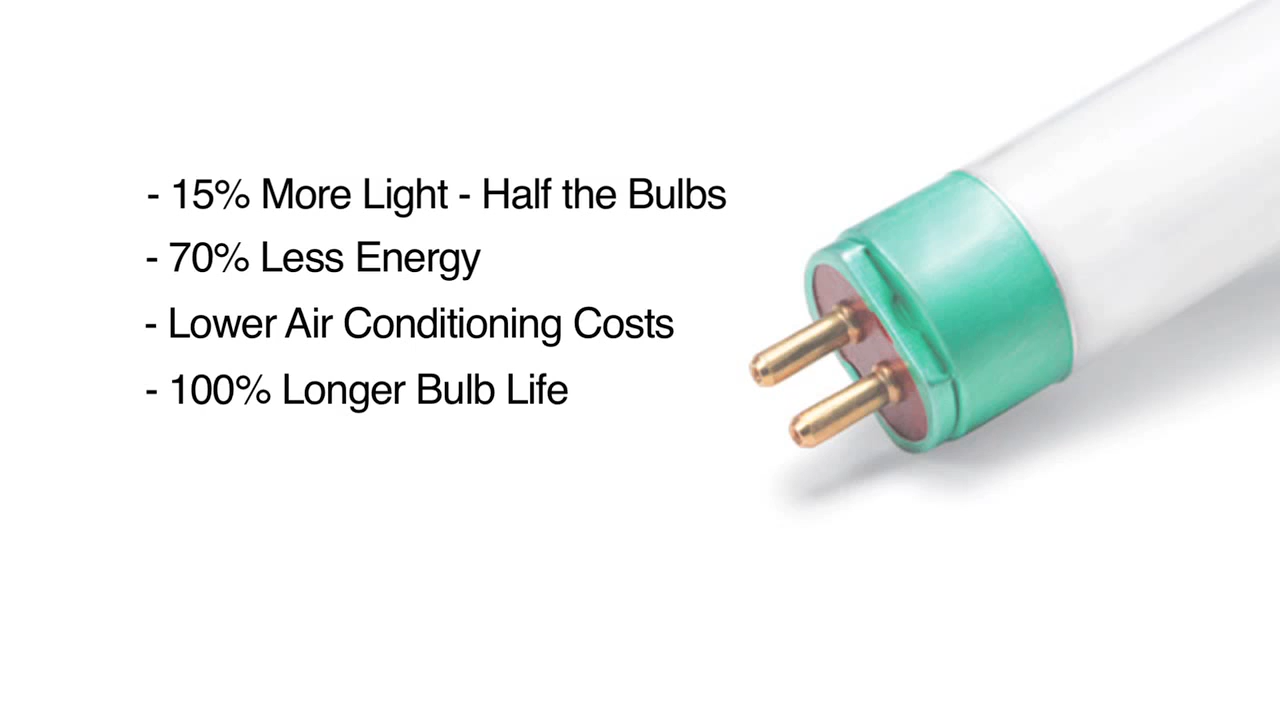 - 15% More Light - Half the Bulbs
- 70% Less Energy
- Lower Air Conditioning Costs
- 100% Longer Bulb Life